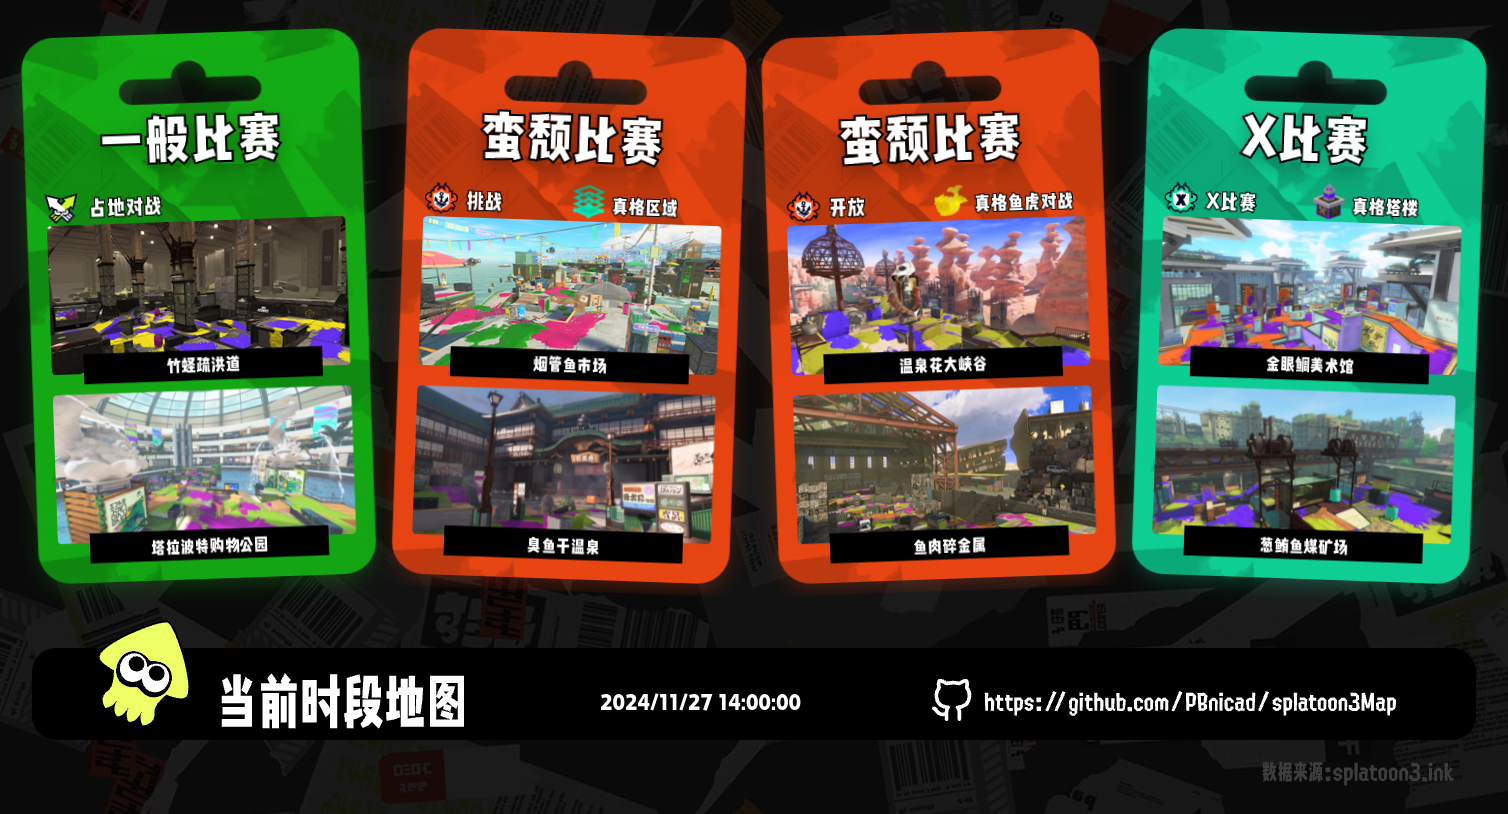 一般比赛
占地对战
竹蛏疏洪道
塔拉波特购物公园
蛮颓比赛
挑战
真格区域
烟管鱼市场
臭鱼干温泉
蛮颓比赛
开放
真格鱼虎对战
温泉花大峡谷
鱼肉碎金属
X比赛
X比赛
真格塔楼
金眼鲷美术馆
葱鲔鱼煤矿场
当前时段地图
2024/11/27 14:00:00
https://github.com/PBnicad/splatoon3Map
数据来源:splatoon3.ink